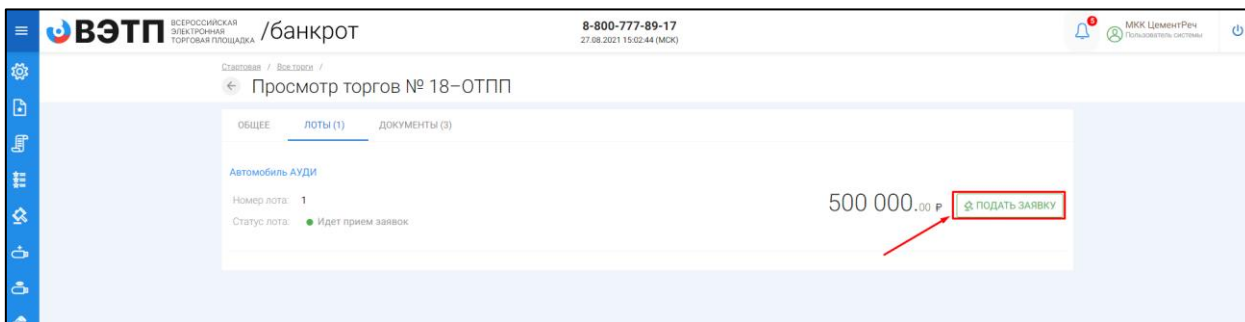 ВЭТП
ВСЕРОССИЙСКАЯ
ЭЛЕКТРОННАЯ
ТОРГОВАЯ ПЛОЩАДКА
/банкрот
8-800-777-89-17
27.08.2021 15:02:44 (МСК)
5
МКК ЦементРеч
Пользователь системы
Стартовая / Все торги /
Просмотр торгов № 18-ОТПП
ОБЩЕЕ ЛОТЫ (1) ДОКУМЕНТЫ (3)
Автомобиль АУДИ
Номер лота: 1
Статус лота: Идет прием заявок
500 000.00 ₽
ПОДАТЬ ЗАЯВКУ